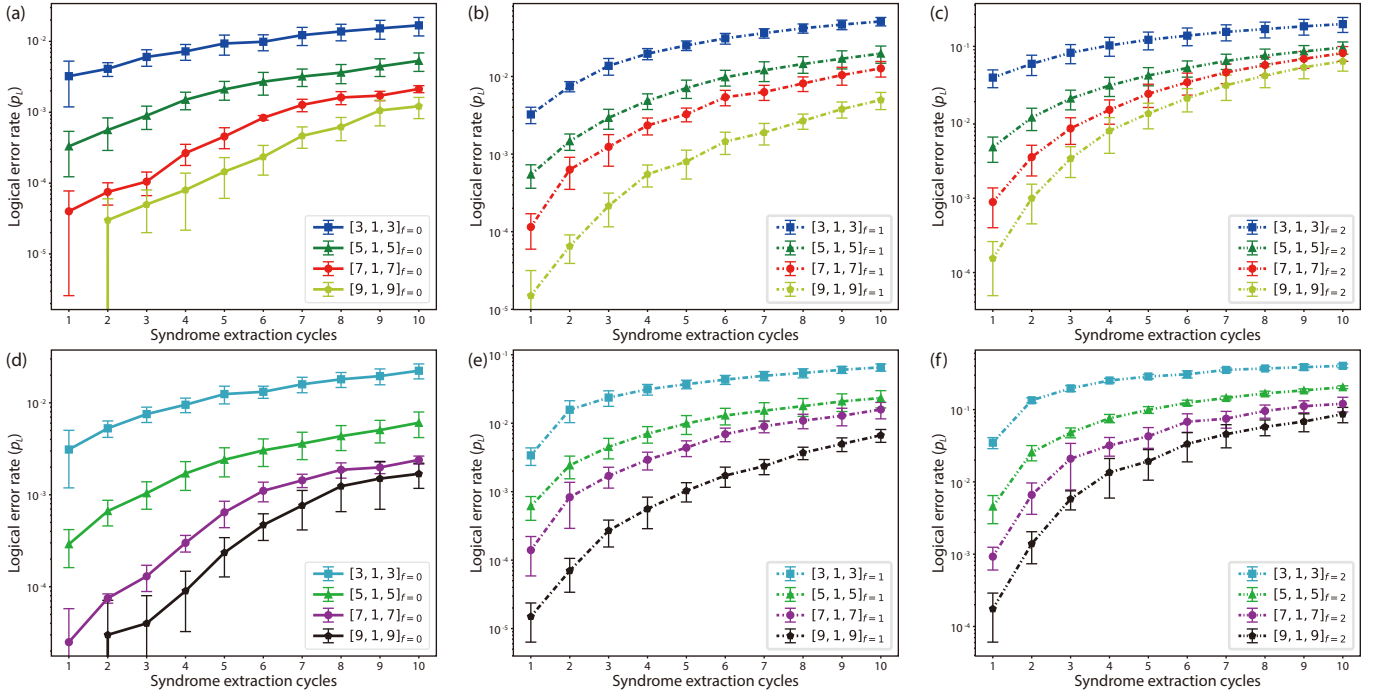 (a)
Logical error rate (pₗ)
10⁻²
10⁻³
10⁻⁴
10⁻⁵
[3, 1, 3]f=0
[5, 1, 5]f=0
[7, 1, 7]f=0
[9, 1, 9]f=0
1 2 3 4 5 6 7 8 9 10
Syndrome extraction cycles
(b)
Logical error rate (pₗ)
10⁻²
10⁻³
10⁻⁴
10⁻⁵
[3, 1, 3]f=1
[5, 1, 5]f=1
[7, 1, 7]f=1
[9, 1, 9]f=1
1 2 3 4 5 6 7 8 9 10
Syndrome extraction cycles
(c)
Logical error rate (pₗ)
10⁻¹
10⁻²
10⁻³
10⁻⁴
[3, 1, 3]f=2
[5, 1, 5]f=2
[7, 1, 7]f=2
[9, 1, 9]f=2
1 2 3 4 5 6 7 8 9 10
Syndrome extraction cycles
(d)
Logical error rate (pₗ)
10⁻²
10⁻³
10⁻⁴
[3, 1, 3]f=0
[5, 1, 5]f=0
[7, 1, 7]f=0
[9, 1, 9]f=0
1 2 3 4 5 6 7 8 9 10
Syndrome extraction cycles
(e)
Logical error rate (pₗ)
10⁻¹
10⁻²
10⁻³
10⁻⁴
10⁻⁵
[3, 1, 3]f=1
[5, 1, 5]f=1
[7, 1, 7]f=1
[9, 1, 9]f=1
1 2 3 4 5 6 7 8 9 10
Syndrome extraction cycles
(f)
Logical error rate (pₗ)
10⁻¹
10⁻²
10⁻³
10⁻⁴
[3, 1, 3]f=2
[5, 1, 5]f=2
[7, 1, 7]f=2
[9, 1, 9]f=2
1 2 3 4 5 6 7 8 9 10
Syndrome extraction cycles